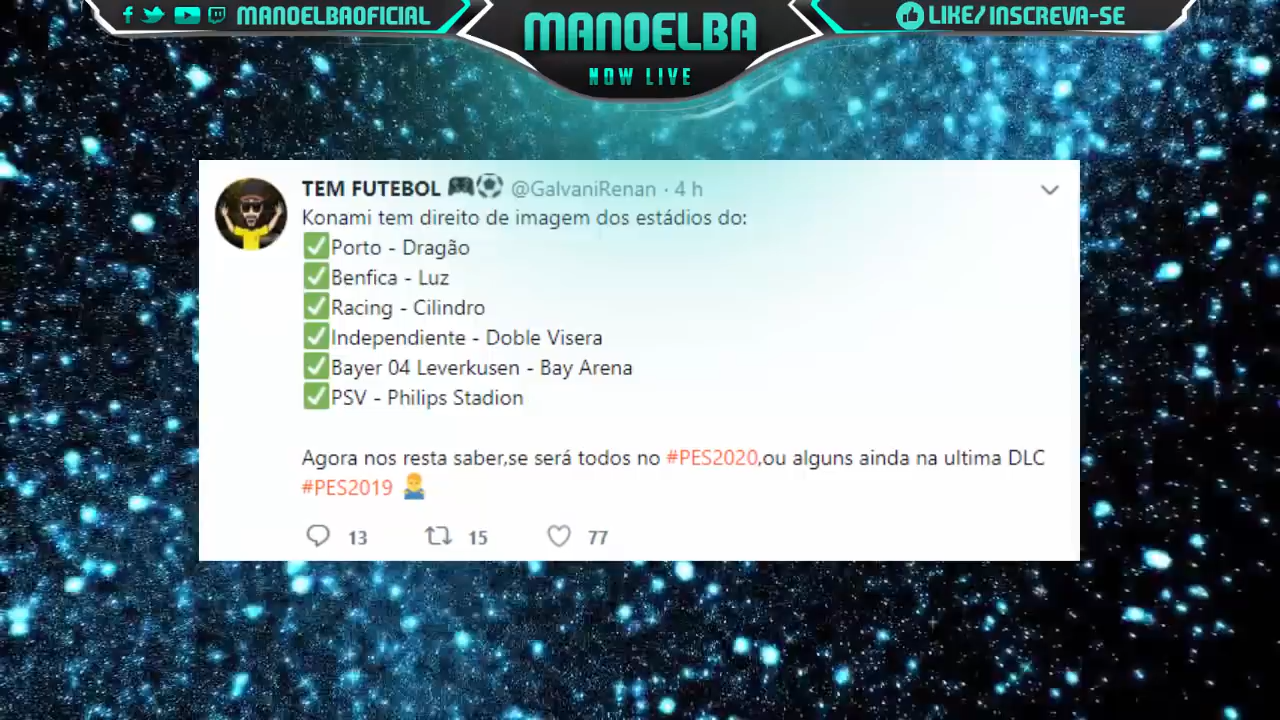 MANOELBAOFICIAL
MANOELBA
NOW LIVE
LIKE/INSCREVA-SE
TEM FUTEBOL 🎮⚽ @GalvaniRenan · 4 h
Konami tem direito de imagem dos estádios do:
✅Porto - Dragão
✅Benfica - Luz
✅Racing - Cilindro
✅Independiente - Doble Visera
✅Bayer 04 Leverkusen - Bay Arena
✅PSV - Philips Stadion
Agora nos resta saber,se será todos no #PES2020,ou alguns ainda na ultima DLC
#PES2019 🤷‍♂️
13 15 77